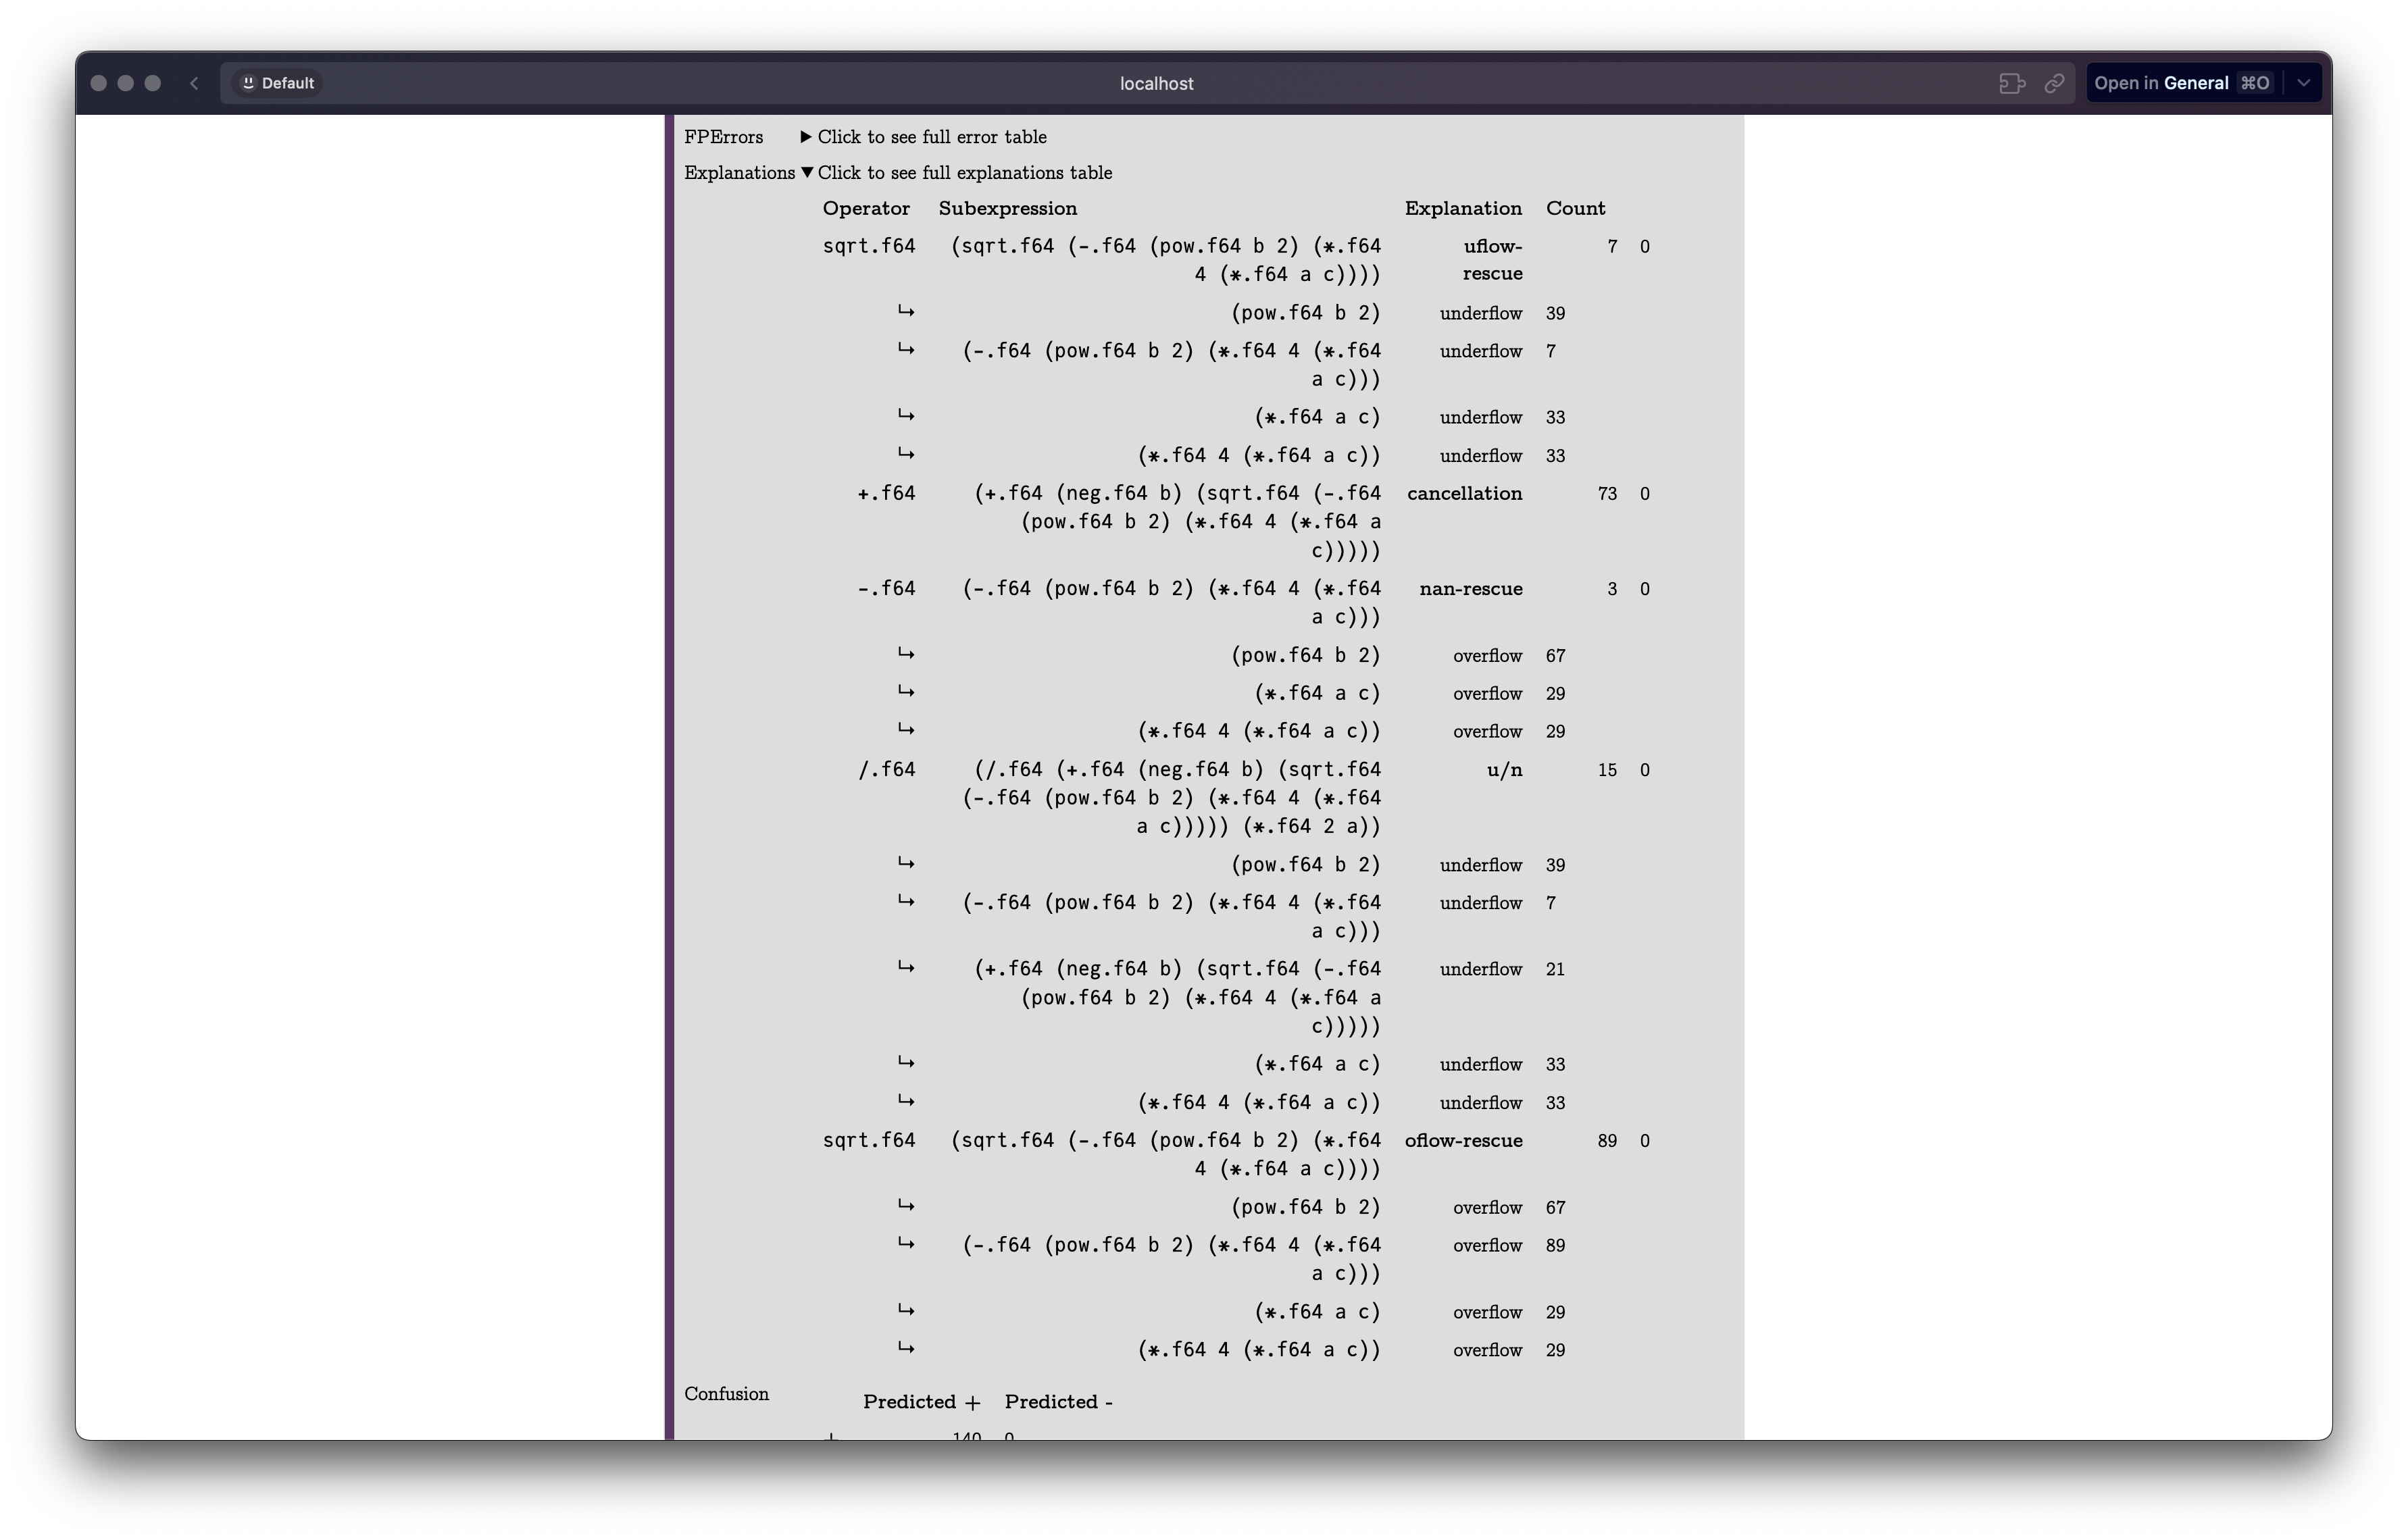 Default
localhost
Open in General ⌘O
FPErrors ▶ Click to see full error table
Explanations ▼ Click to see full explanations table
Operator Subexpression Explanation Count
sqrt.f64 (sqrt.f64 (-.f64 (pow.f64 b 2) (*.f64 uflow- 7 0
4 (*.f64 a c)))) rescue
↳ (pow.f64 b 2) underflow 39
↳ (-.f64 (pow.f64 b 2) (*.f64 4 (*.f64 underflow 7
a c)))
↳ (*.f64 a c) underflow 33
↳ (*.f64 4 (*.f64 a c)) underflow 33
+.f64 (+.f64 (neg.f64 b) (sqrt.f64 (-.f64 cancellation 73 0
(pow.f64 b 2) (*.f64 4 (*.f64 a
c)))))
-.f64 (-.f64 (pow.f64 b 2) (*.f64 4 (*.f64 nan-rescue 3 0
a c)))
↳ (pow.f64 b 2) overflow 67
↳ (*.f64 a c) overflow 29
↳ (*.f64 4 (*.f64 a c)) overflow 29
/.f64 (/.f64 (+.f64 (neg.f64 b) (sqrt.f64 u/n 15 0
(-.f64 (pow.f64 b 2) (*.f64 4 (*.f64
a c))))) (*.f64 2 a))
↳ (pow.f64 b 2) underflow 39
↳ (-.f64 (pow.f64 b 2) (*.f64 4 (*.f64 underflow 7
a c)))
↳ (+.f64 (neg.f64 b) (sqrt.f64 (-.f64 underflow 21
(pow.f64 b 2) (*.f64 4 (*.f64 a
c)))))
↳ (*.f64 a c) underflow 33
↳ (*.f64 4 (*.f64 a c)) underflow 33
sqrt.f64 (sqrt.f64 (-.f64 (pow.f64 b 2) (*.f64 oflow-rescue 89 0
4 (*.f64 a c))))
↳ (pow.f64 b 2) overflow 67
↳ (-.f64 (pow.f64 b 2) (*.f64 4 (*.f64 overflow 89
a c)))
↳ (*.f64 a c) overflow 29
↳ (*.f64 4 (*.f64 a c)) overflow 29
Confusion
Predicted + Predicted -
+ 140 0